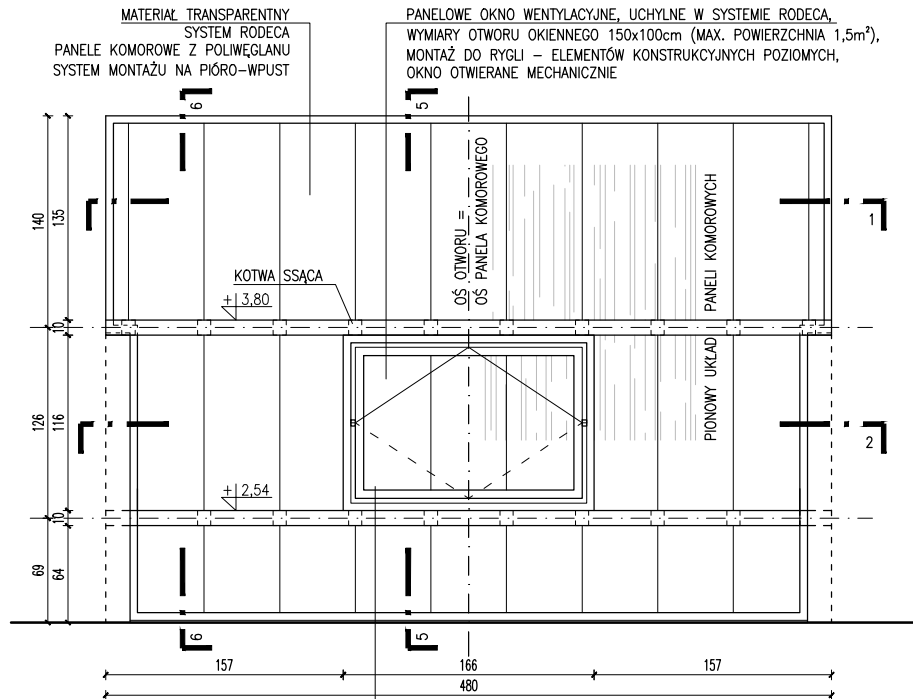 MATERIAŁ TRANSPARENTNY
SYSTEM RODECA
PANELE KOMOROWE Z POLIWĘGLANU
SYSTEM MONTAŻU NA PIÓRO-WPUST
PANELOWE OKNO WENTYLACYJNE, UCHYLNE W SYSTEMIE RODECA,
WYMIARY OTWORU OKIENNEGO 150x100cm (MAX. POWIERZCHNIA 1,5m²),
MONTAŻ DO RYGLI – ELEMENTÓW KONSTRUKCYJNYCH POZIOMYCH,
OKNO OTWIERANE MECHANICZNIE
6
5
140
135
OŚ OTWORU =
OŚ PANELA KOMOROWEGO
PIONOWY UKŁAD PANELI KOMOROWYCH
1
KOTWA SSĄCA
+ 3,80
10
126
116
2
+ 2,54
10
69
64
6
5
157
166
157
480